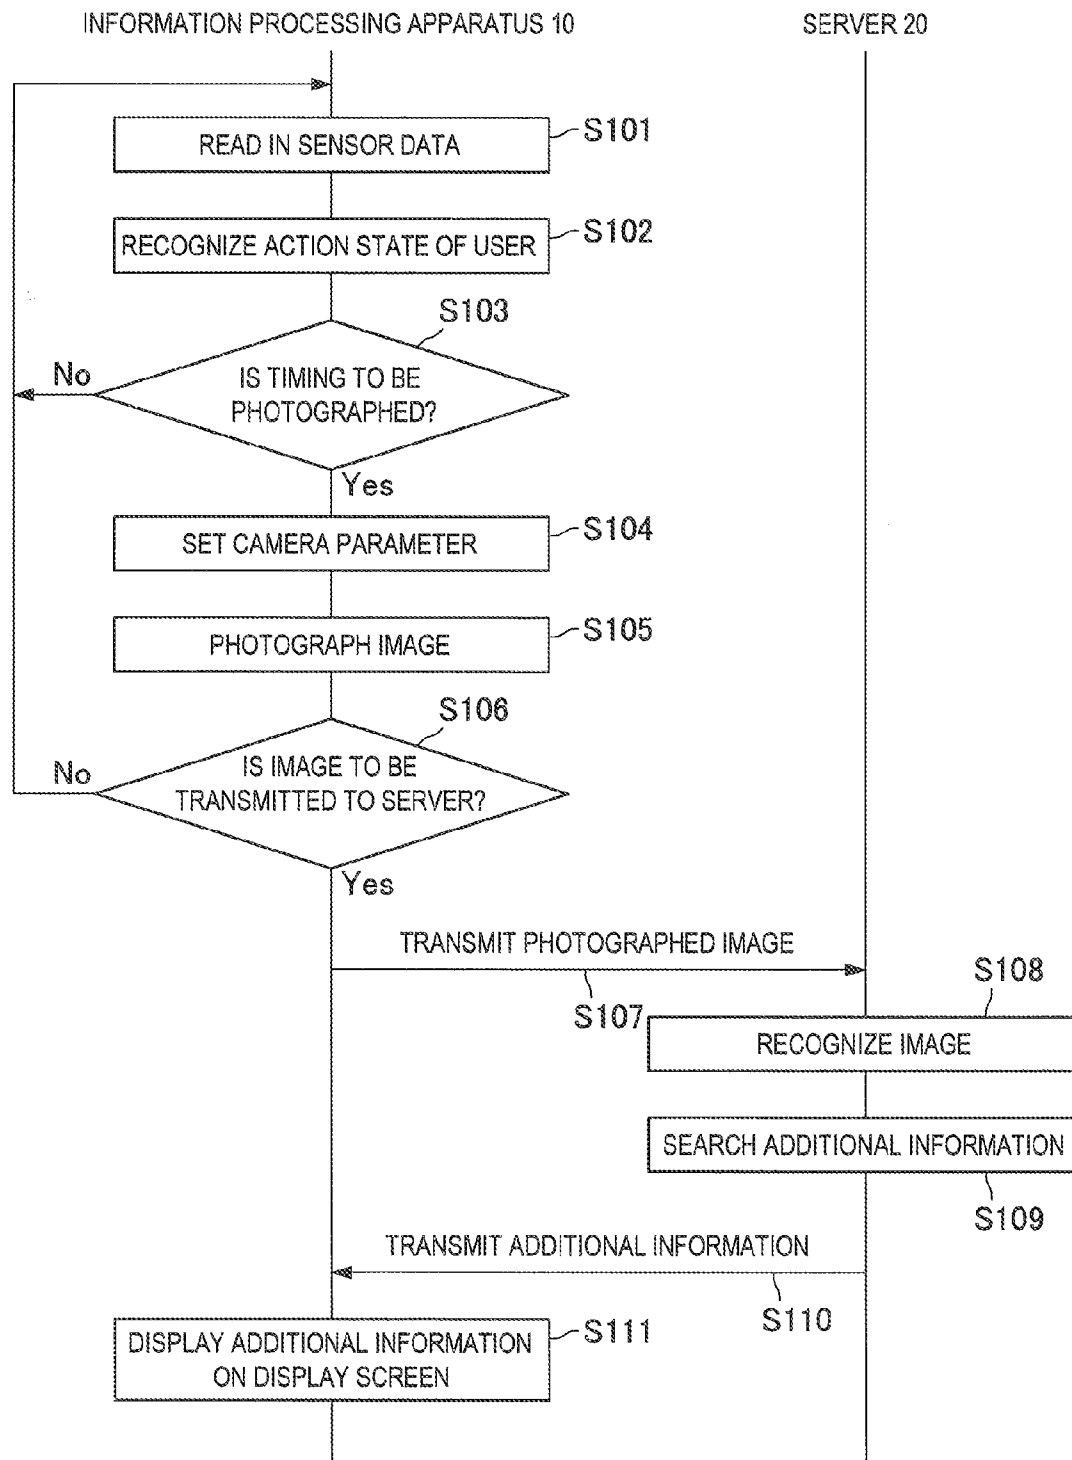 INFORMATION PROCESSING APPARATUS 10
SERVER 20
READ IN SENSOR DATA
S101
RECOGNIZE ACTION STATE OF USER
S102
S103
IS TIMING TO BE
PHOTOGRAPHED?
No
Yes
SET CAMERA PARAMETER
S104
PHOTOGRAPH IMAGE
S105
S106
IS IMAGE TO BE
TRANSMITTED TO SERVER?
No
Yes
TRANSMIT PHOTOGRAPHED IMAGE
S107
S108
RECOGNIZE IMAGE
SEARCH ADDITIONAL INFORMATION
S109
TRANSMIT ADDITIONAL INFORMATION
S110
DISPLAY ADDITIONAL INFORMATION
ON DISPLAY SCREEN
S111